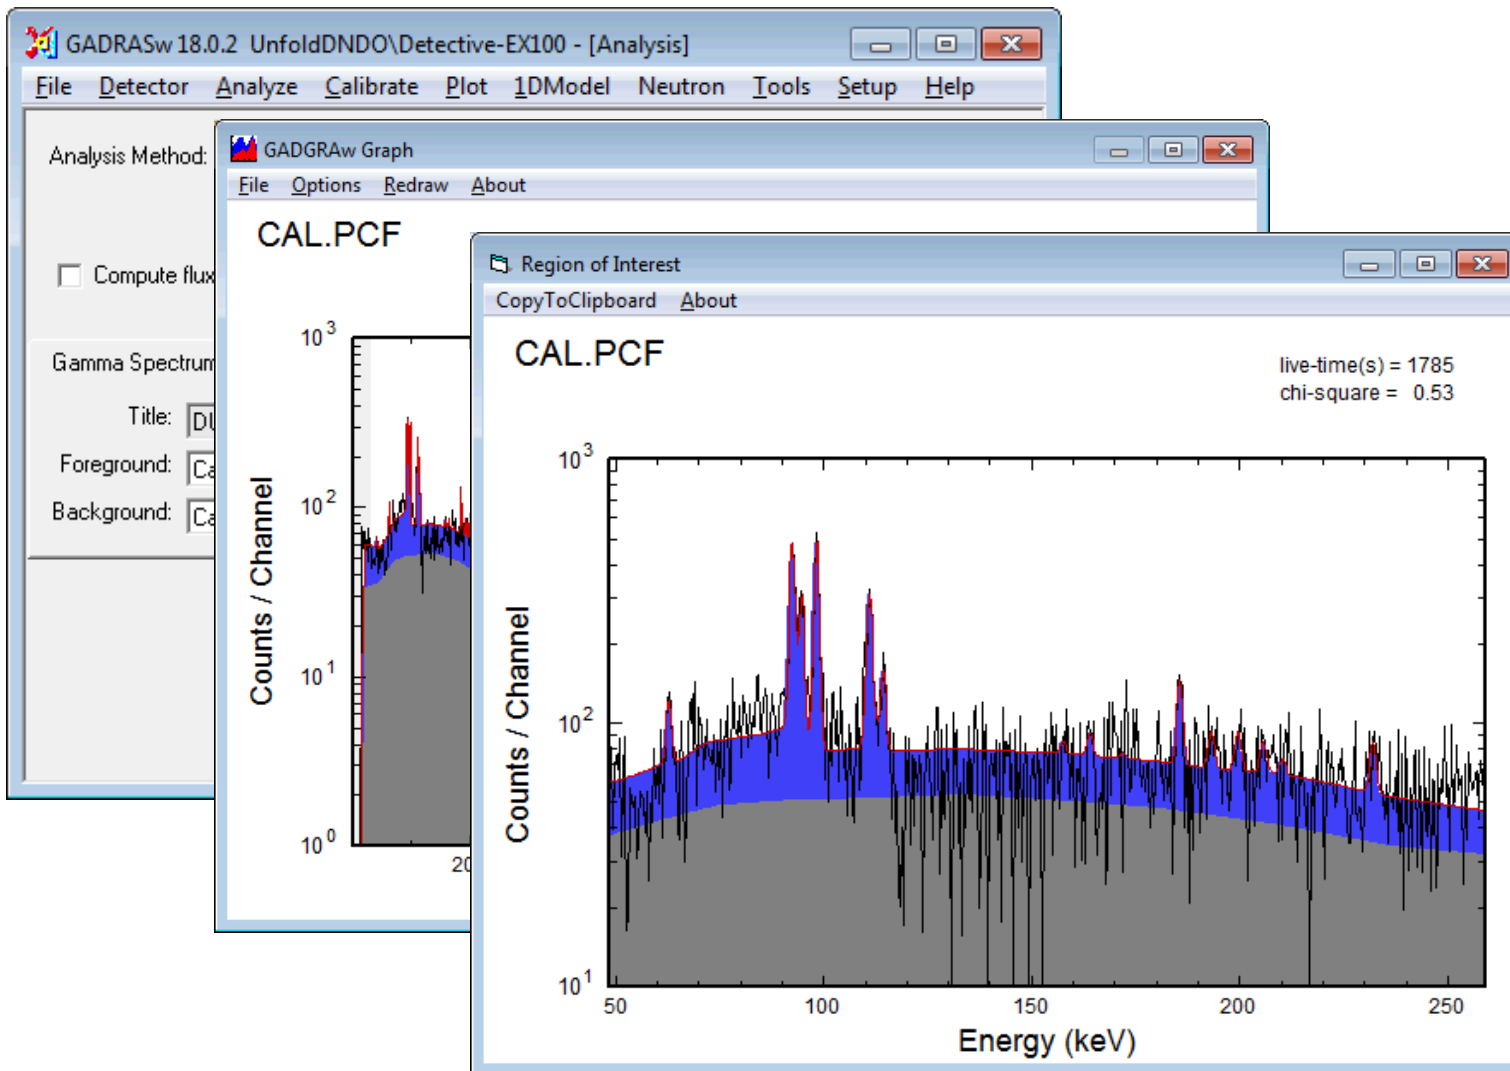 GADRASw 18.0.2 UnfoldDNDO\Detective-EX100 - [Analysis]
File Detector Analyze Calibrate Plot 1DModel Neutron Tools Setup Help
Analysis Method:
Compute flux
Gamma Spectrum
Title:
Foreground: Ca
Background: Ca
GADGRAw Graph
File Options Redraw About
CAL.PCF
10^3
10^2
10^1
10^0
Counts / Channel
20
Region of Interest
CopyToClipboard About
CAL.PCF
live-time(s) = 1785
chi-square = 0.53
10^3
10^2
10^1
Counts / Channel
50 100 150 200 250
Energy (keV)